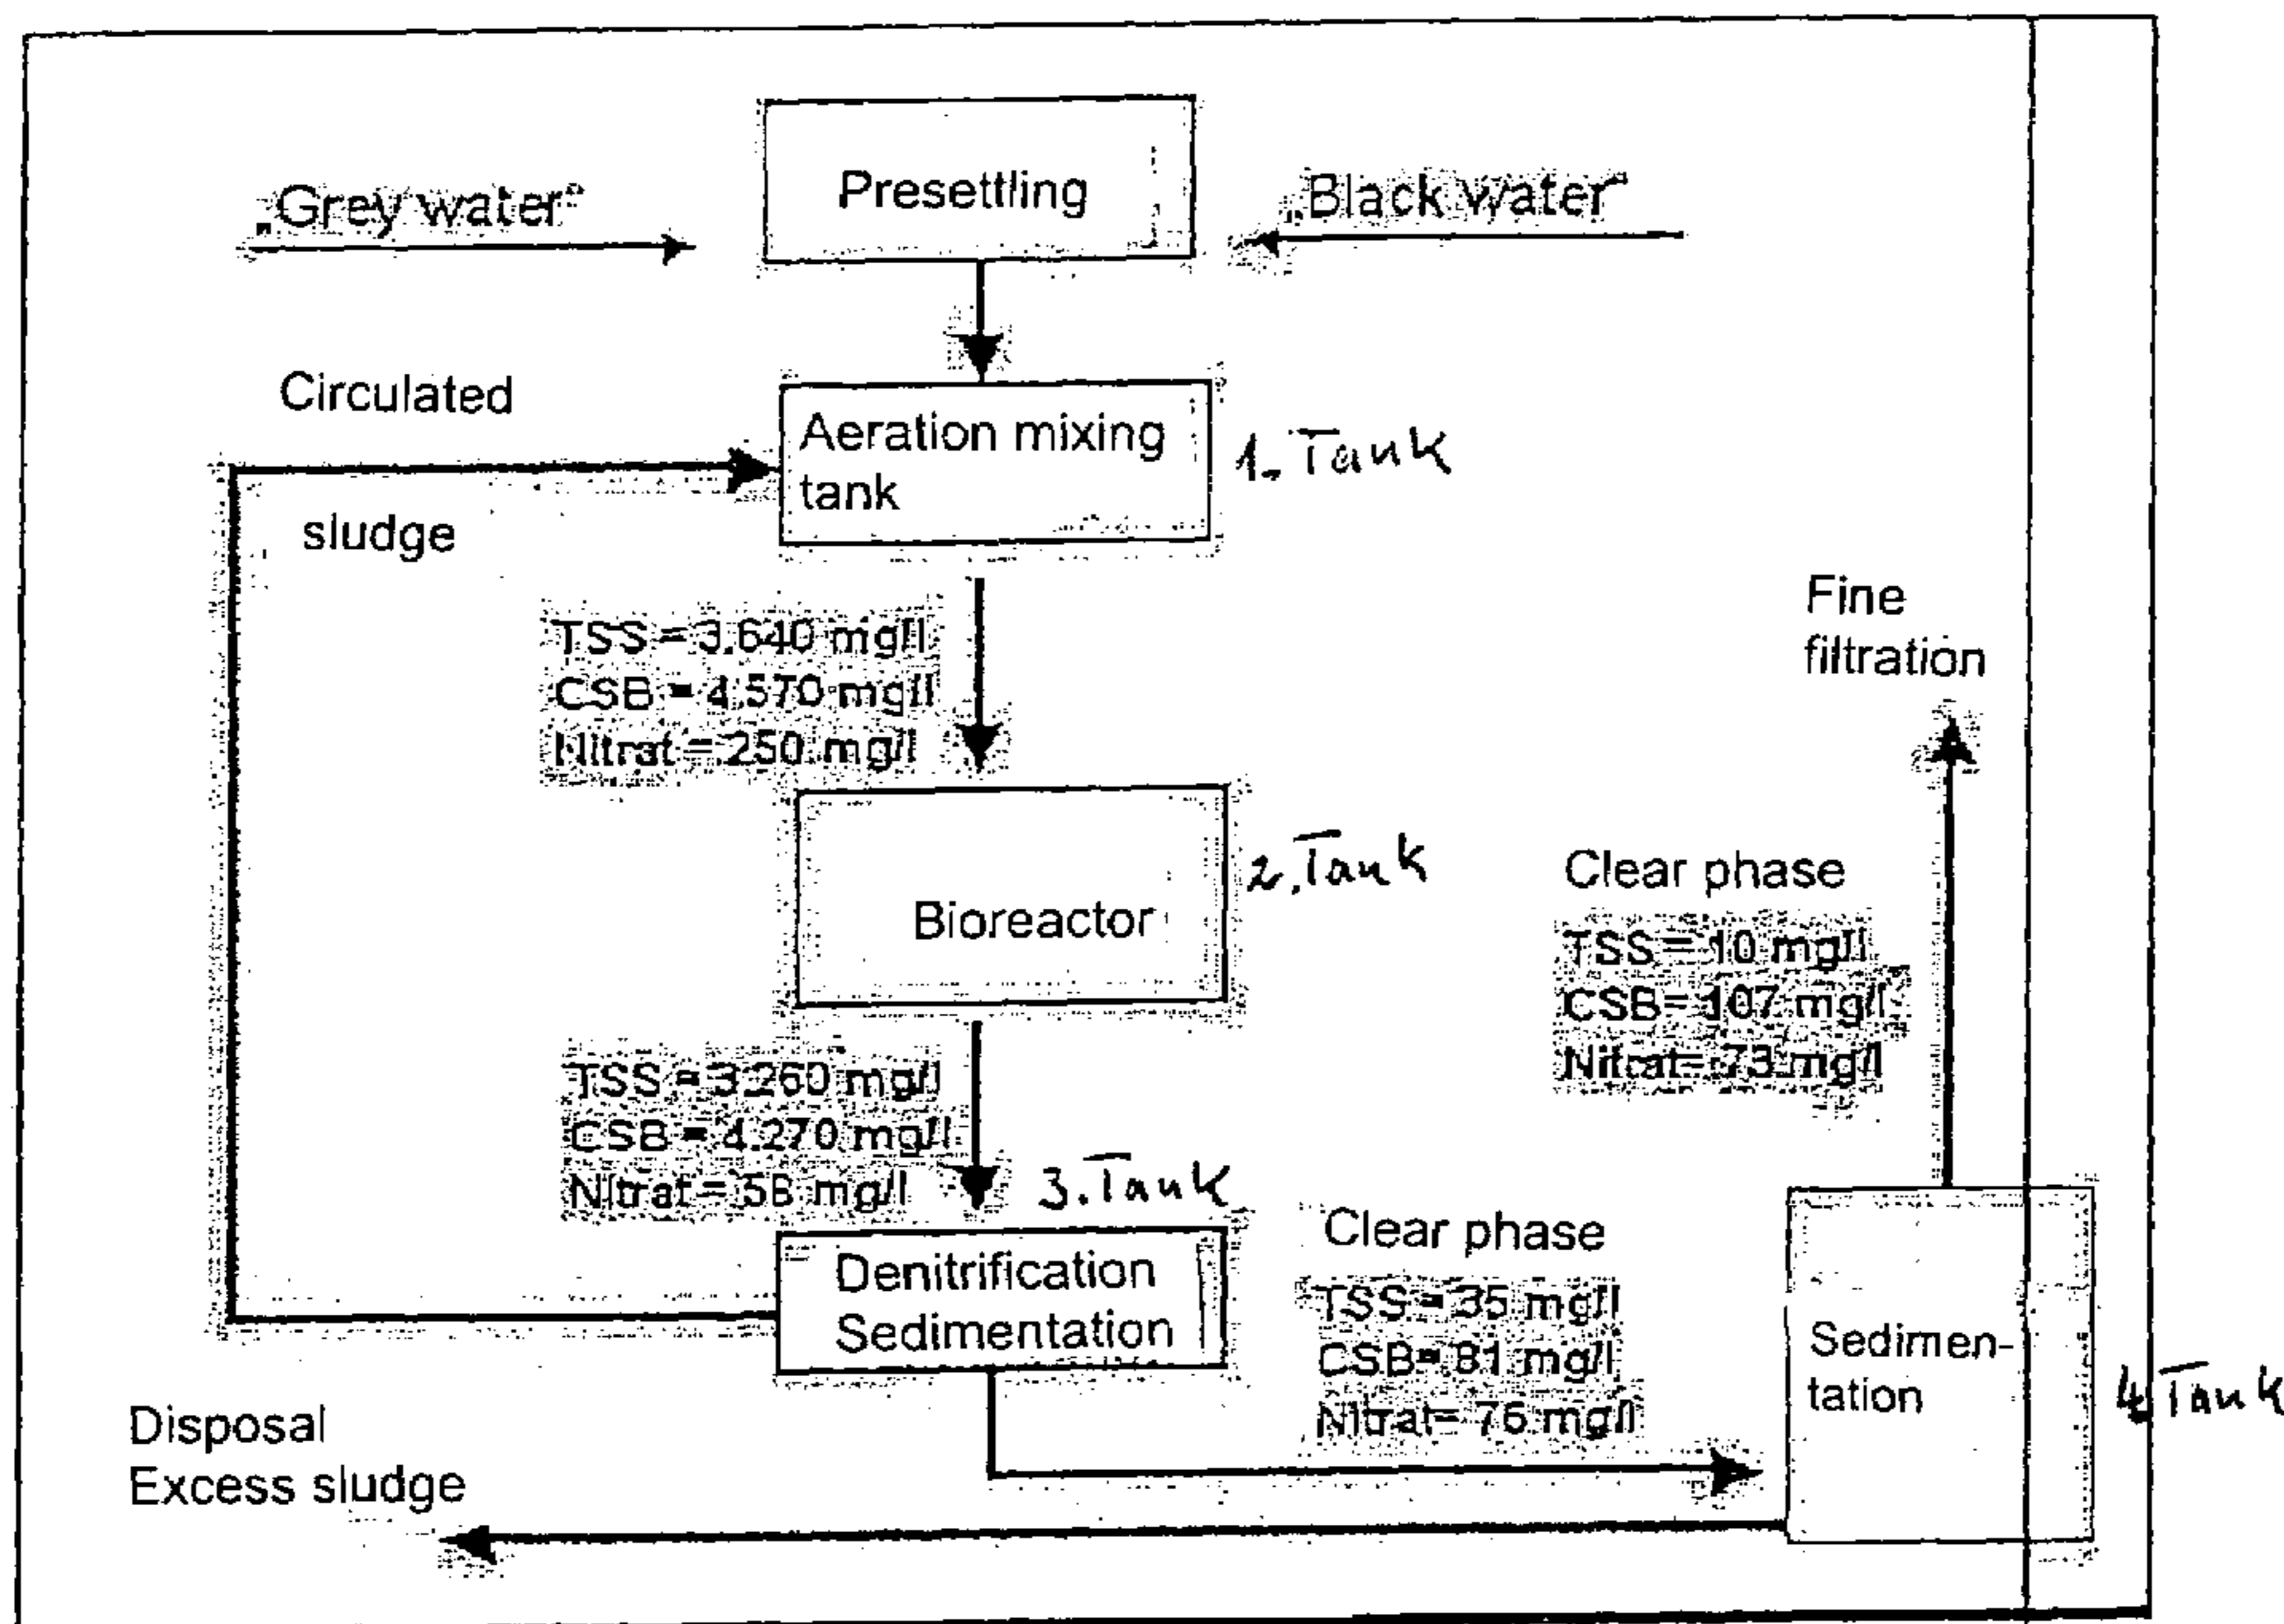 Presettling
„Grey water“
„Black water“
Circulated
sludge
Aeration mixing
tank
1. Tank
TSS = 3.640 mg/l
CSB = 4.570 mg/l
Nitrat = 250 mg/l
Fine
filtration
Bioreactor
2. Tank
Clear phase
TSS = 10 mg/l
CSB = 107 mg/l
Nitrat = 73 mg/l
TSS = 3.260 mg/l
CSB = 4.270 mg/l
Nitrat = mg/l
3. Tank
Denitrification
Sedimentation
Clear phase
TSS = 35 mg/l
CSB = 81 mg/l
Nitrat = 76 mg/l
Sedimen-
tation
4. Tank
Disposal
Excess sludge